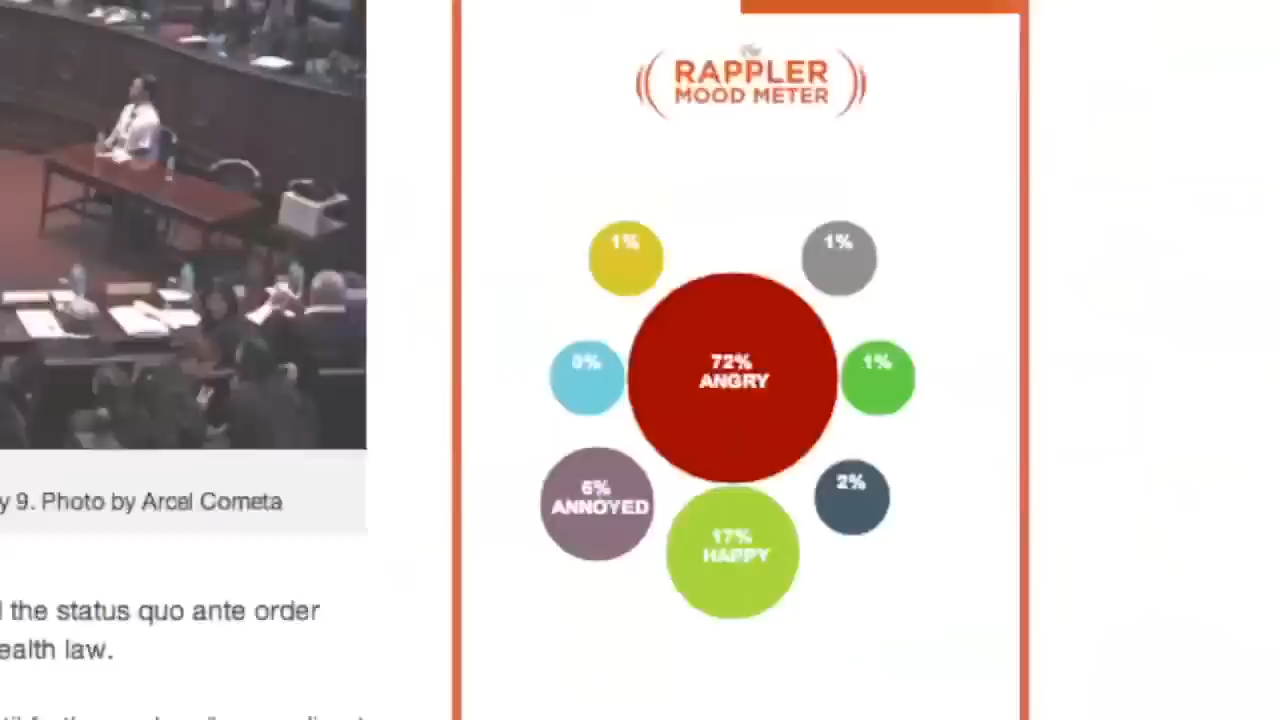 The
RAPPLER
MOOD METER
1%
1%
72%
ANGRY
0%
1%
6%
ANNOYED
2%
17%
HAPPY
y 9. Photo by Arcel Cometa
the status quo ante order
ealth law.